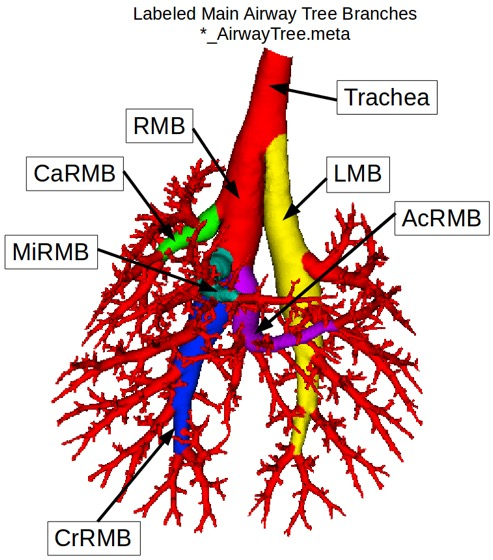 Labeled Main Airway Tree Branches
*_AirwayTree.meta
Trachea
RMB
CaRMB
LMB
AcRMB
MiRMB
CrRMB